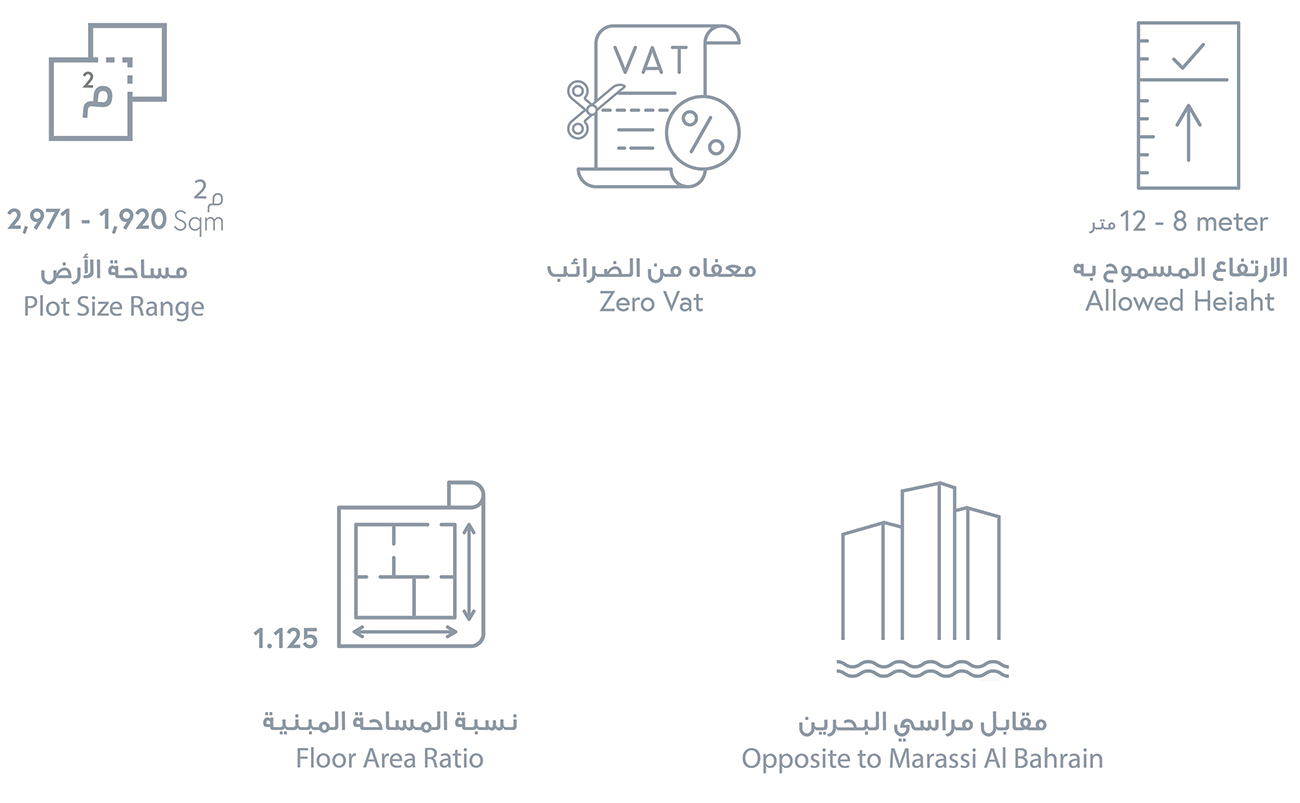 2
م
VAT
%
2
م
2,971 - 1,920 Sqm
مساحة الأرض
Plot Size Range
معفاه من الضرائب
Zero Vat
متر 12 - 8 meter
الارتفاع المسموح به
Allowed Heiaht
1.125
نسبة المساحة المبنية
Floor Area Ratio
مقابل مراسي البحرين
Opposite to Marassi Al Bahrain